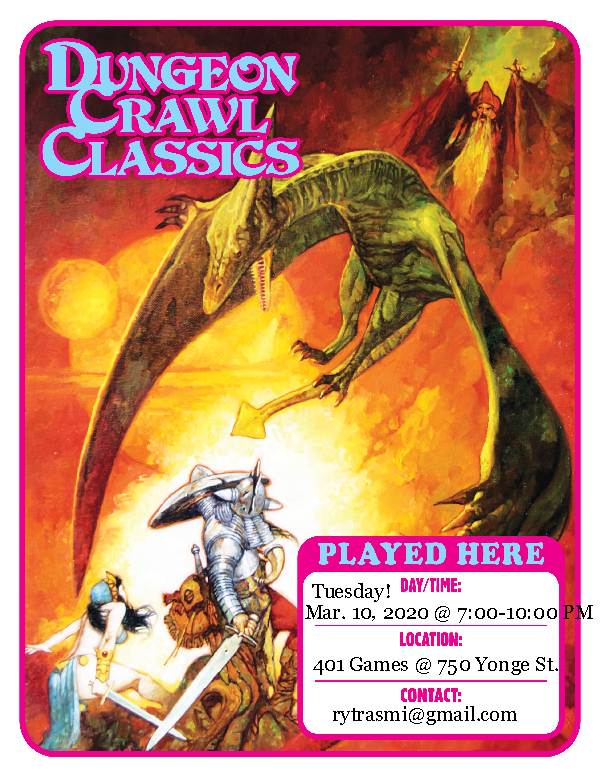 DUNGEON
CRAWL
CLASSICS
PLAYED HERE
Tuesday! DAY/TIME:
Mar. 10, 2020 @ 7:00-10:00 PM
LOCATION:
401 Games @ 750 Yonge St.
CONTACT:
rytrasmi@gmail.com